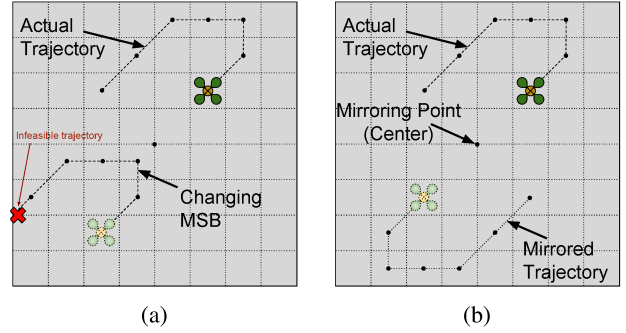 Actual
Trajectory
Infeasible trajectory
Changing
MSB
(a)
Actual
Trajectory
Mirroring Point
(Center)
Mirrored
Trajectory
(b)